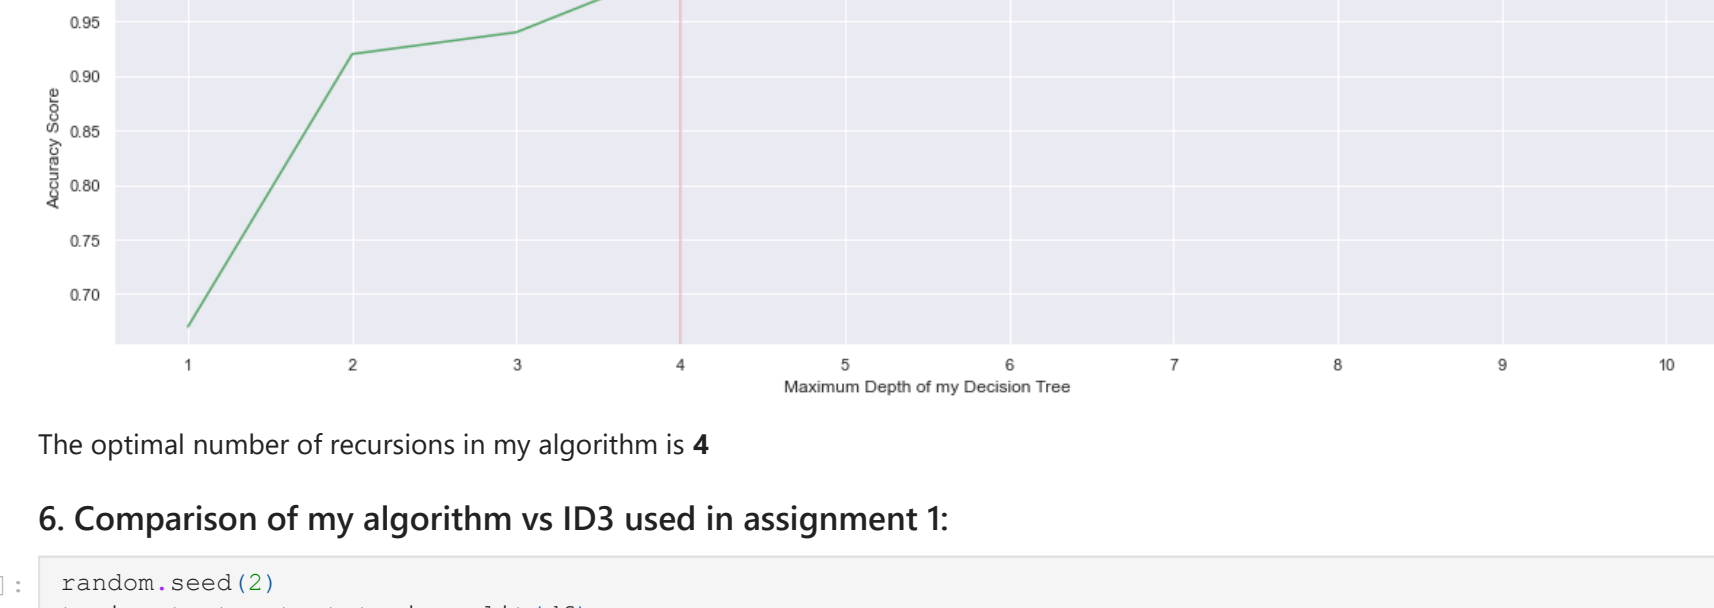 0.95
0.90
0.85
0.80
0.75
0.70
Accuracy Score
1 2 3 4 5 6 7 8 9 10
Maximum Depth of my Decision Tree
The optimal number of recursions in my algorithm is 4
6. Comparison of my algorithm vs ID3 used in assignment 1:
]: random.seed(2)